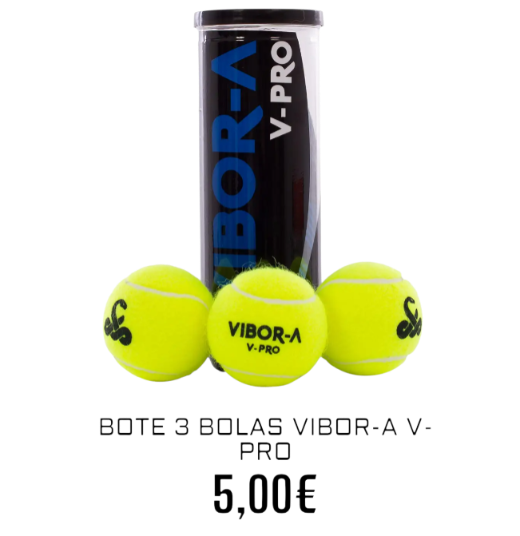 VIBOR-A
V-PRO
VIBOR-A
V-PRO
BOTE 3 BOLAS VIBOR-A V-
PRO
5,00€